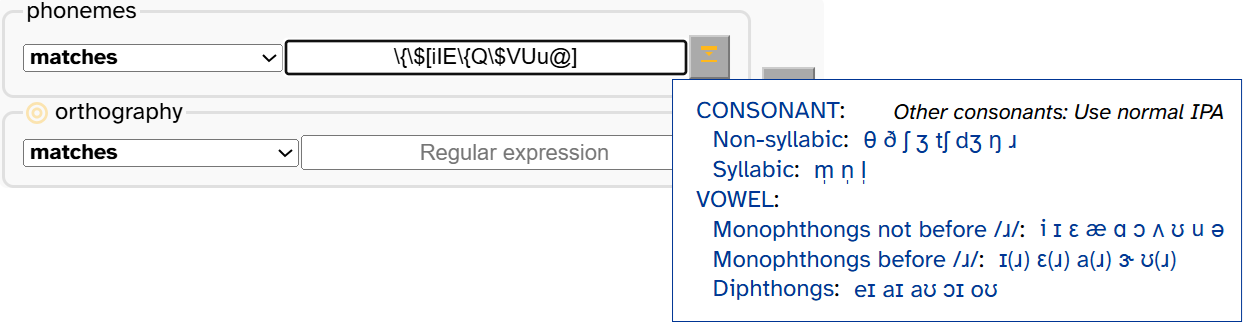 phonemes
matches \{\$[iIE\{Q\$VUu@]
orthography
matches Regular expression
CONSONANT: Other consonants: Use normal IPA
Non-syllabic: θ ð ʃ ʒ tʃ dʒ ŋ ɹ
Syllabic: m̩ n̩ l̩
VOWEL:
Monophthongs not before /ɹ/: i ɪ ɛ æ ɑ ɔ ʌ ʊ u ə
Monophthongs before /ɹ/: ɪ(ɹ) ɛ(ɹ) a(ɹ) ɝ ʊ(ɹ)
Diphthongs: eɪ aɪ aʊ ɔɪ oʊ